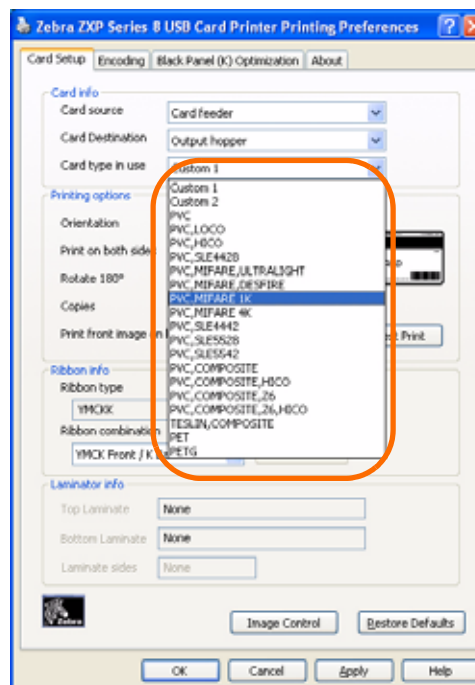 Zebra ZXP Series 8 USB Card Printer Printing Preferences
Card Setup Encoding Black Panel (K) Optimization About
Card info
Card source Card feeder
Card Destination Output hopper
Card type in use Custom 1
Custom 1
Custom 2
PVC
PVC,LOCO
PVC,HICO
PVC,SLE4428
PVC,MIFARE,ULTRALIGHT
PVC,MIFARE,DESFIRE
PVC,MIFARE 1K
PVC,MIFARE 4K
PVC,SLE4442
PVC,SLE5528
PVC,SLE5542
PVC,COMPOSITE
PVC,COMPOSITE,HICO
PVC,COMPOSITE,Z6
PVC,COMPOSITE,Z6,HICO
TESLIN,COMPOSITE
PET
PETG
Printing options
Orientation
Print on both sides
Rotate 180°
Copies
Print front image on Print
Ribbon info
Ribbon type
YMCKK
Ribbon combination
YMCK Front / K
Laminator info
Top Laminate None
Bottom Laminate None
Laminate sides None
Zebra
Image Control Restore Defaults
OK Cancel Apply Help